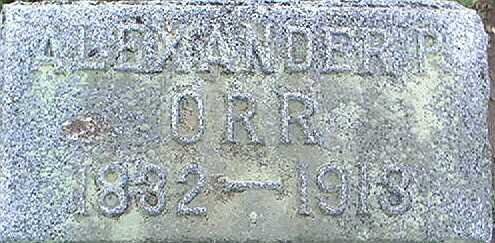 ALEXANDER P.
ORR
1832 — 1913